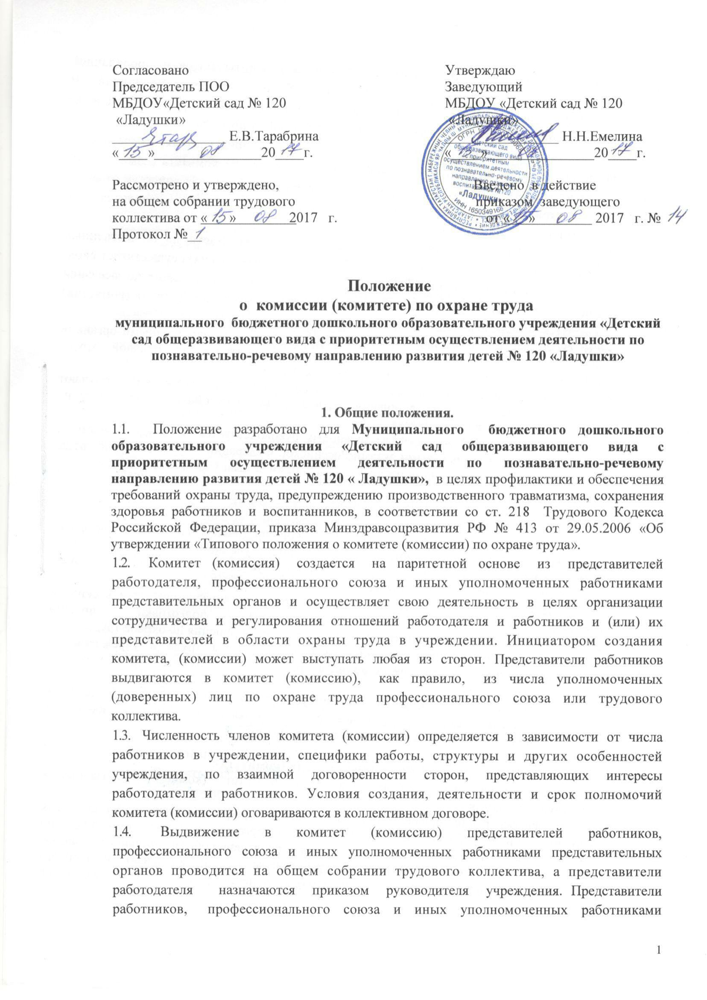 Согласовано
Председатель ПОО
МБДОУ«Детский сад № 120
«Ладушки»
Е.В.Тарабрина
«15» 08 2017г.
Рассмотрено и утверждено,
на общем собрании трудового
коллектива от «15» 08 2017 г.
Протокол № 1
Утверждаю
Заведующий
МБДОУ «Детский сад № 120
«Ладушки»
Н.Н.Емелина
«15» 08 2017 г.
Введено в действие
приказом заведующего
от «15» 08 2017 г. № 14
Детский сад
общеразвивающего вида
с приоритетным
осуществлением деятельности
по познавательно-речевому
направлению развития
воспитанников №120
«Ладушки»
ИНН 1650349168
Положение
о комиссии (комитете) по охране труда
муниципального бюджетного дошкольного образовательного учреждения «Детский
сад общеразвивающего вида с приоритетным осуществлением деятельности по
познавательно-речевому направлению развития детей № 120 «Ладушки»
1. Общие положения.
1.1. Положение разработано для Муниципального бюджетного дошкольного
образовательного учреждения «Детский сад общеразвивающего вида с
приоритетным осуществлением деятельности по познавательно-речевому
направлению развития детей № 120 « Ладушки», в целях профилактики и обеспечения
требований охраны труда, предупреждению производственного травматизма, сохранения
здоровья работников и воспитанников, в соответствии со ст. 218 Трудового Кодекса
Российской Федерации, приказа Минздравсоцразвития РФ № 413 от 29.05.2006 «Об
утверждении «Типового положения о комитете (комиссии) по охране труда».
1.2. Комитет (комиссия) создается на паритетной основе из представителей
работодателя, профессионального союза и иных уполномоченных работниками
представительных органов и осуществляет свою деятельность в целях организации
сотрудничества и регулирования отношений работодателя и работников и (или) их
представителей в области охраны труда в учреждении. Инициатором создания
комитета, (комиссии) может выступать любая из сторон. Представители работников
выдвигаются в комитет (комиссию), как правило, из числа уполномоченных
(доверенных) лиц по охране труда профессионального союза или трудового
коллектива.
1.3. Численность членов комитета (комиссии) определяется в зависимости от числа
работников в учреждении, специфики работы, структуры и других особенностей
учреждения, по взаимной договоренности сторон, представляющих интересы
работодателя и работников. Условия создания, деятельности и срок полномочий
комитета (комиссии) оговариваются в коллективном договоре.
1.4. Выдвижение в комитет (комиссию) представителей работников,
профессионального союза и иных уполномоченных работниками представительных
органов проводится на общем собрании трудового коллектива, а представители
работодателя назначаются приказом руководителя учреждения. Представители
работников, профессионального союза и иных уполномоченных работниками
1